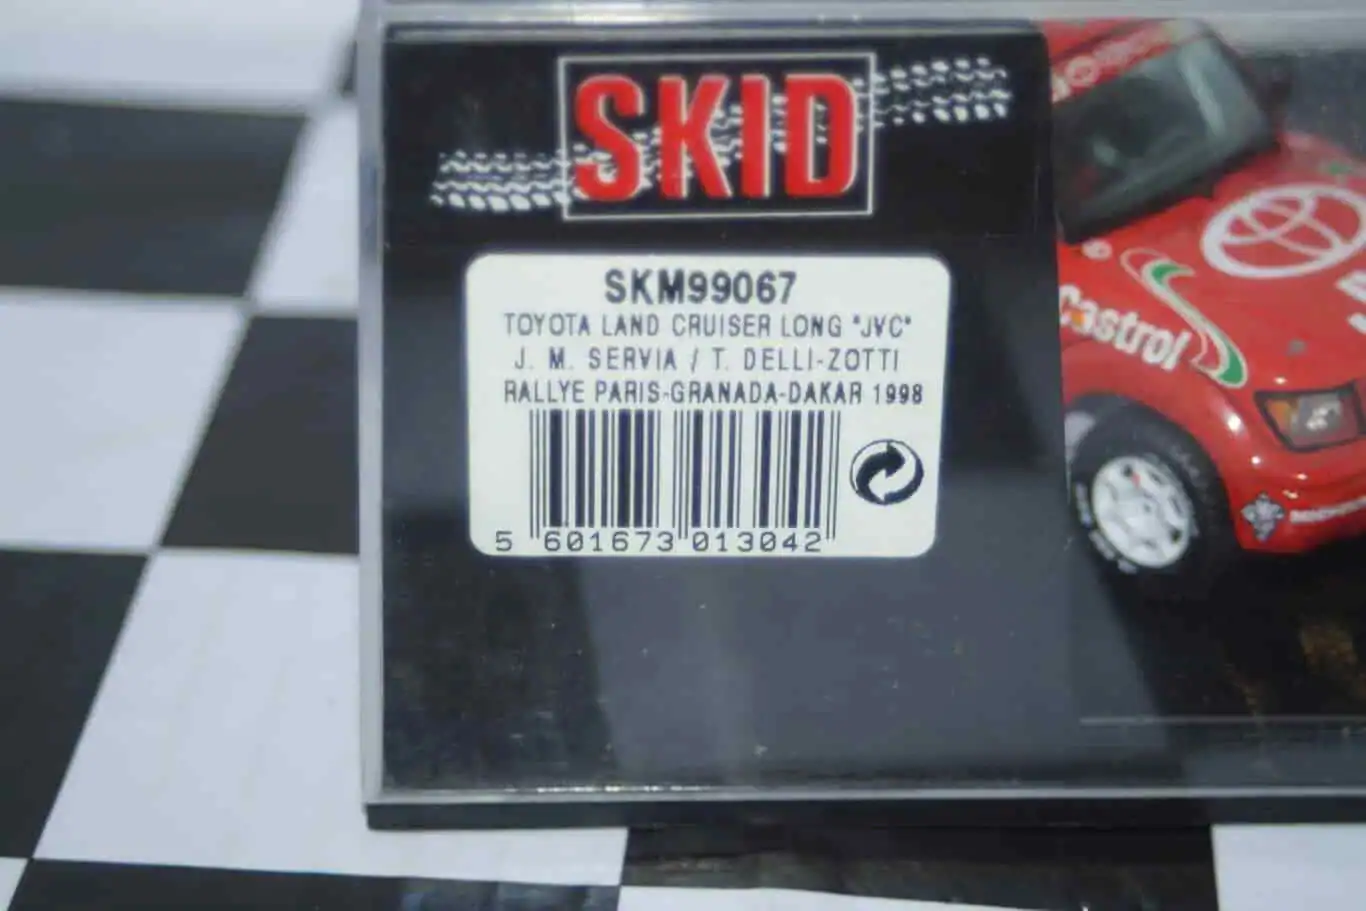 SKID
SKM99067
TOYOTA LAND CRUISER LONG "JVC"
J. M. SERVIA / T. DELLI-ZOTTI
RALLYE PARIS-GRANADA-DAKAR 1998
5 601673 013042
Castrol